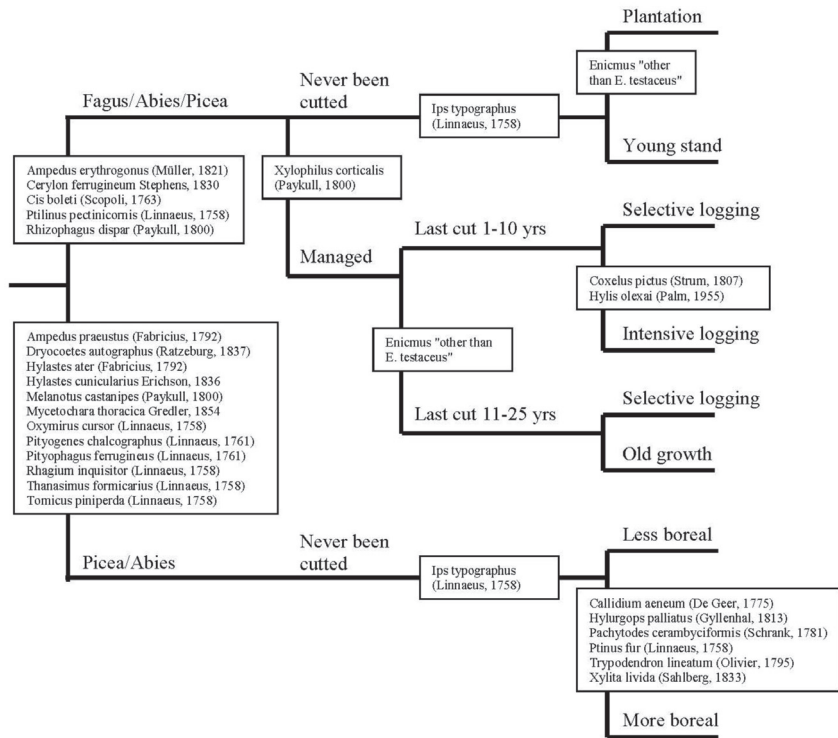 Plantation
Enicmus "other
than E. testaceus"
Never been
cutted
Fagus/Abies/Picea
Ips typographus
(Linnaeus, 1758)
Young stand
Ampedus erythrogonus (Müller, 1821)
Cerylon ferrugineum Stephens, 1830
Cis boleti (Scopoli, 1763)
Ptilinus pectinicornis (Linnaeus, 1758)
Rhizophagus dispar (Paykull, 1800)
Xylophilus corticalis
(Paykull, 1800)
Selective logging
Last cut 1-10 yrs
Managed
Coxelus pictus (Strum, 1807)
Hylis olexai (Palm, 1955)
Intensive logging
Enicmus "other than
E. testaceus"
Ampedus praeustus (Fabricius, 1792)
Dryocoetes autographus (Ratzeburg, 1837)
Hylastes ater (Fabricius, 1792)
Hylastes cunicularius Erichson, 1836
Melanotus castanipes (Paykull, 1800)
Mycetochara thoracica Gredler, 1854
Oxymirus cursor (Linnaeus, 1758)
Pityogenes chalcographus (Linnaeus, 1761)
Pityophagus ferrugineus (Linnaeus, 1761)
Rhagium inquisitor (Linnaeus, 1758)
Thanasimus formicarius (Linnaeus, 1758)
Tomicus piniperda (Linnaeus, 1758)
Selective logging
Last cut 11-25 yrs
Old growth
Less boreal
Never been
cutted
Picea/Abies
Ips typographus
(Linnaeus, 1758)
Callidium aeneum (De Geer, 1775)
Hylurgops palliatus (Gyllenhal, 1813)
Pachytodes cerambyciformis (Schrank, 1781)
Ptinus fur (Linnaeus, 1758)
Trypodendron lineatum (Olivier, 1795)
Xylita livida (Sahlberg, 1833)
More boreal